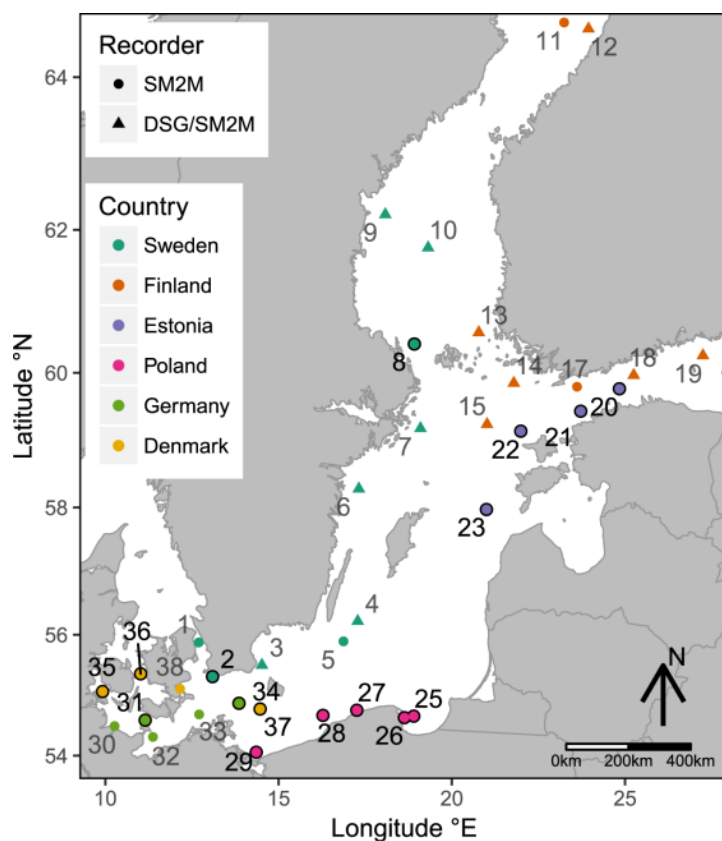 Recorder
SM2M
DSG/SM2M
Country
Sweden
Finland
Estonia
Poland
Germany
Denmark
Latitude °N
64
62
60
58
56
54
11
12
9
10
13
8
14
17
18
19
15
20
7
22
21
6
23
4
36
1
3
5
38
2
35
34
27
25
31
37
30
33
28
26
32
29
N
0km
200km
400km
10
15
20
25
Longitude °E